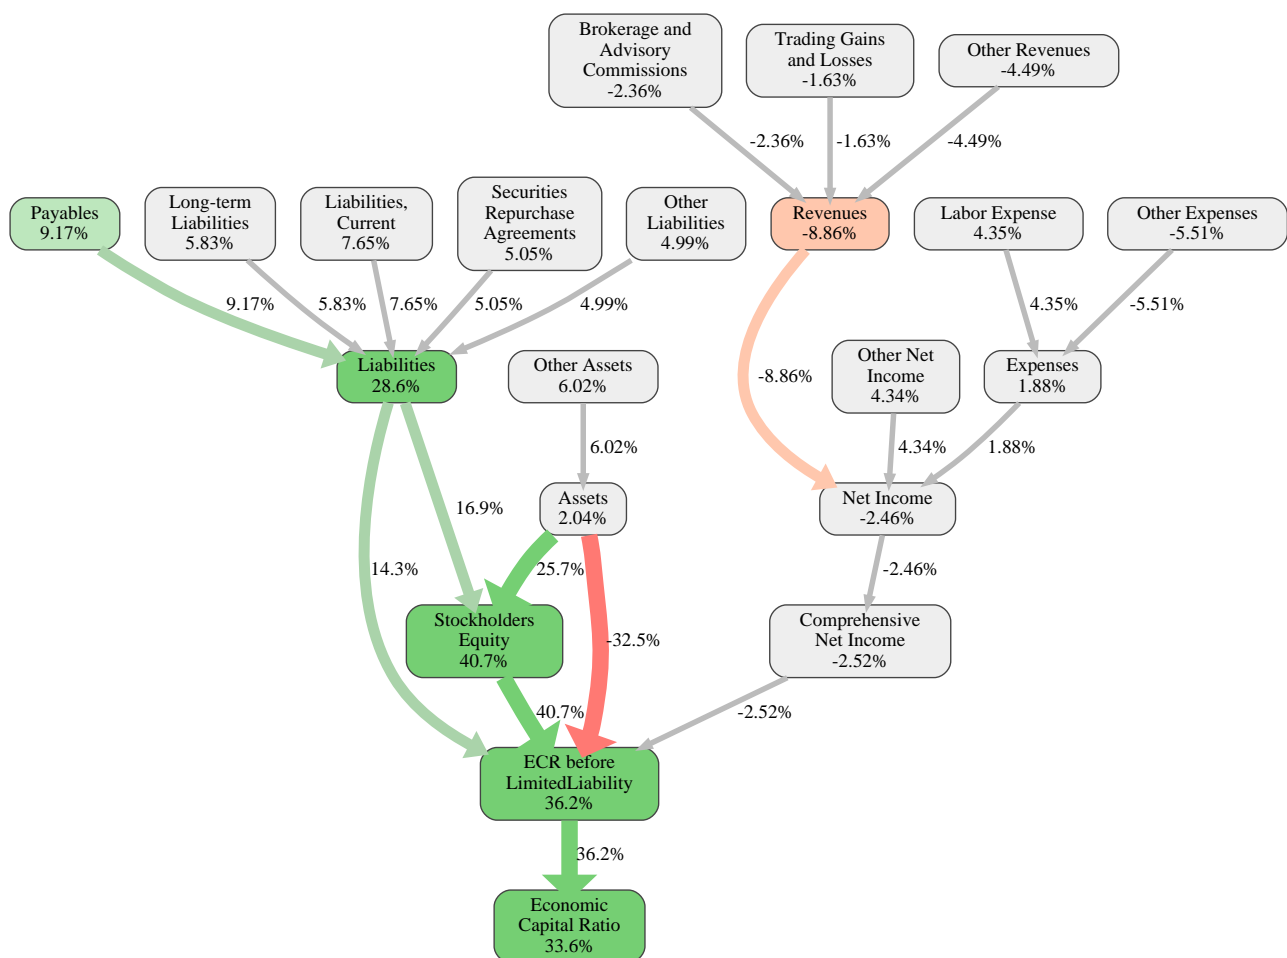 Brokerage and
Advisory
Commissions
-2.36%
Trading Gains
and Losses
-1.63%
Other Revenues
-4.49%
-2.36%
-1.63%
-4.49%
Payables
9.17%
Long-term
Liabilities
5.83%
Liabilities,
Current
7.65%
Securities
Repurchase
Agreements
5.05%
Other
Liabilities
4.99%
Revenues
-8.86%
Labor Expense
4.35%
Other Expenses
-5.51%
9.17%
5.83%
7.65%
5.05%
4.99%
4.35%
-5.51%
Liabilities
28.6%
Other Assets
6.02%
-8.86%
Other Net
Income
4.34%
Expenses
1.88%
6.02%
4.34%
1.88%
16.9%
Assets
2.04%
Net Income
-2.46%
14.3%
25.7%
-32.5%
-2.46%
Stockholders
Equity
40.7%
Comprehensive
Net Income
-2.52%
40.7%
-2.52%
ECR before
LimitedLiability
36.2%
36.2%
Economic
Capital Ratio
33.6%